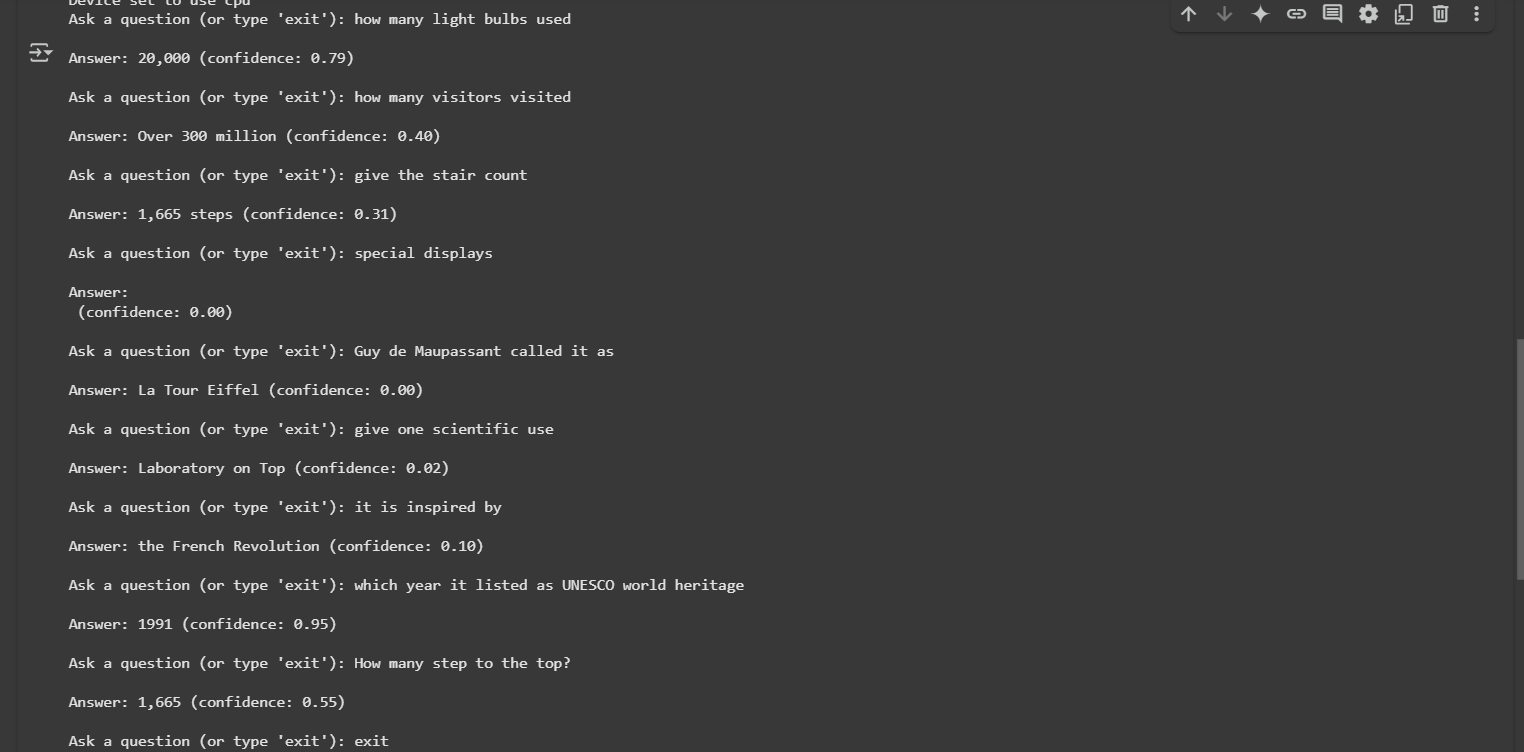 Device set to use cpu
Ask a question (or type 'exit'): how many light bulbs used
Answer: 20,000 (confidence: 0.79)
Ask a question (or type 'exit'): how many visitors visited
Answer: Over 300 million (confidence: 0.40)
Ask a question (or type 'exit'): give the stair count
Answer: 1,665 steps (confidence: 0.31)
Ask a question (or type 'exit'): special displays
Answer:
(confidence: 0.00)
Ask a question (or type 'exit'): Guy de Maupassant called it as
Answer: La Tour Eiffel (confidence: 0.00)
Ask a question (or type 'exit'): give one scientific use
Answer: Laboratory on Top (confidence: 0.02)
Ask a question (or type 'exit'): it is inspired by
Answer: the French Revolution (confidence: 0.10)
Ask a question (or type 'exit'): which year it listed as UNESCO world heritage
Answer: 1991 (confidence: 0.95)
Ask a question (or type 'exit'): How many step to the top?
Answer: 1,665 (confidence: 0.55)
Ask a question (or type 'exit'): exit